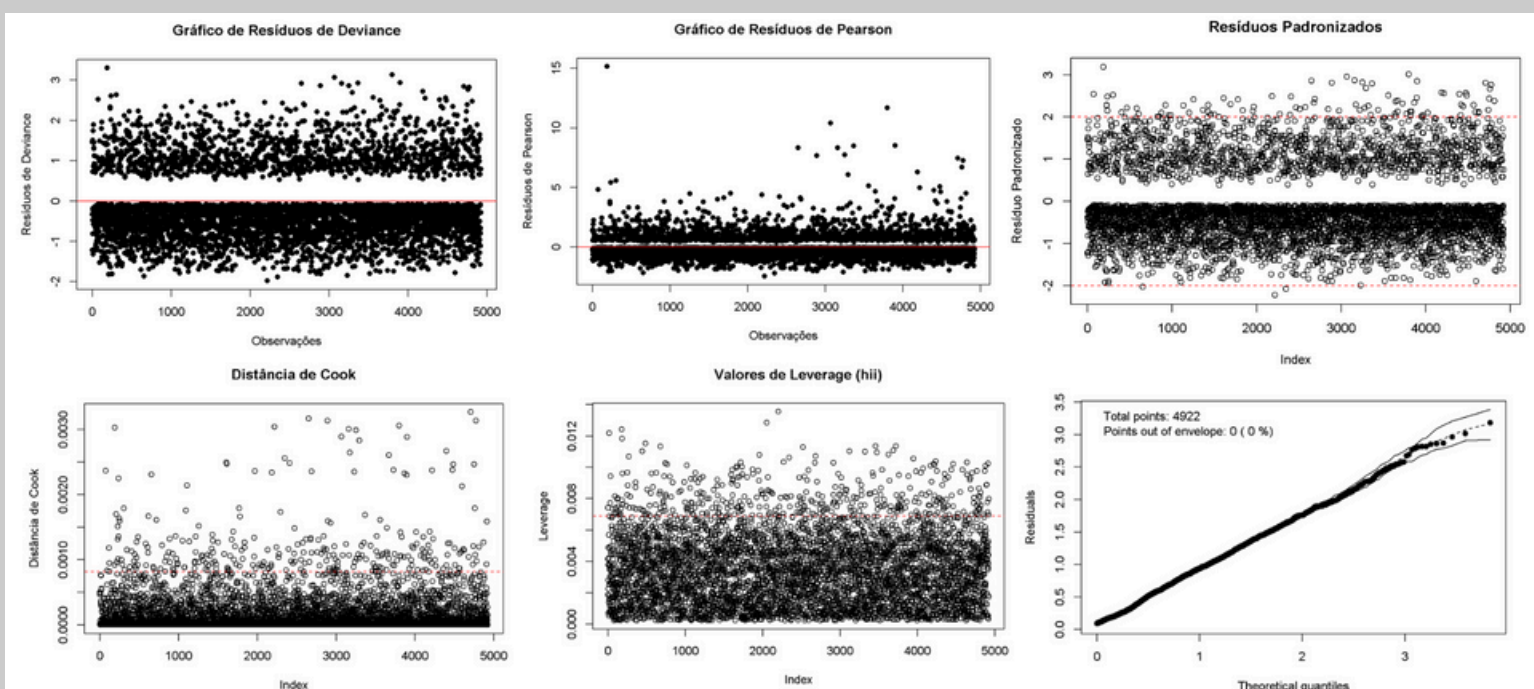 Gráfico de Resíduos de Deviance
Resíduos de Deviance
3
2
1
0
-1
-2
0 1000 2000 3000 4000 5000
Observações
Gráfico de Resíduos de Pearson
Resíduos de Pearson
15
10
5
0
0 1000 2000 3000 4000 5000
Observações
Resíduos Padronizados
Resíduo Padronizado
3
2
1
0
-1
-2
0 1000 2000 3000 4000 5000
Index
Distância de Cook
Distância de Cook
0.0030
0.0020
0.0010
0.0000
0 1000 2000 3000 4000 5000
Index
Valores de Leverage (hii)
Leverage
0.012
0.008
0.004
0.000
0 1000 2000 3000 4000 5000
Index
Total points: 4922
Points out of envelope: 0 ( 0 %)
Residuals
3.5
3.0
2.5
2.0
1.5
1.0
0.5
0.0
0 1 2 3
Theoretical quantiles